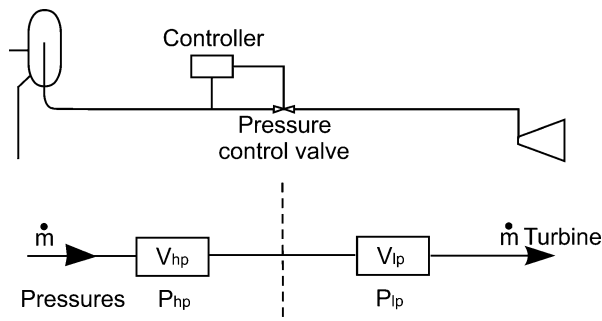 Controller
Pressure
control valve
ṁ
ṁ Turbine
V_hp
V_lp
Pressures
P_hp
P_lp